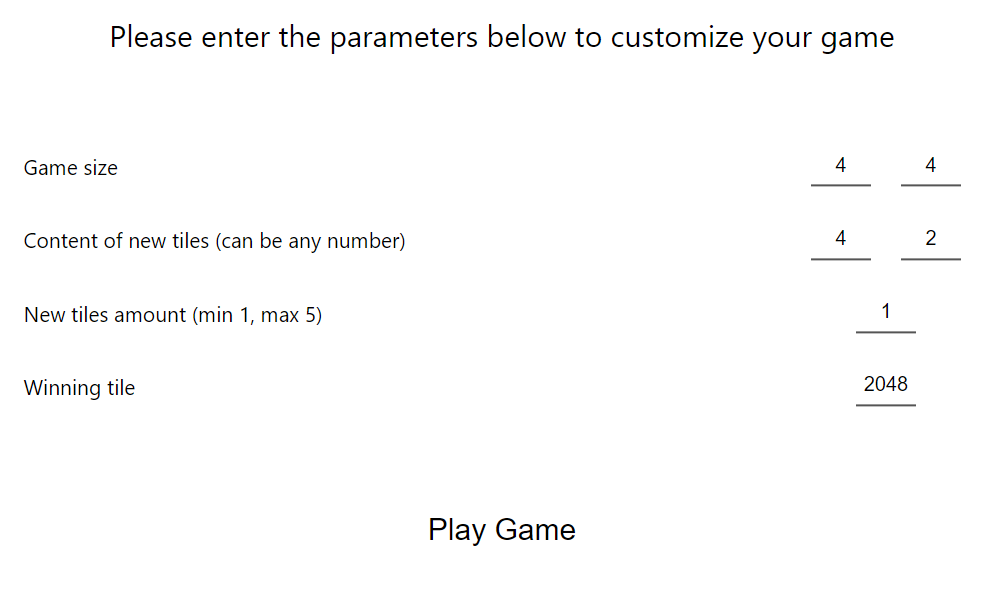 Please enter the parameters below to customize your game
Game size 4 4
Content of new tiles (can be any number) 4 2
New tiles amount (min 1, max 5) 1
Winning tile 2048
Play Game